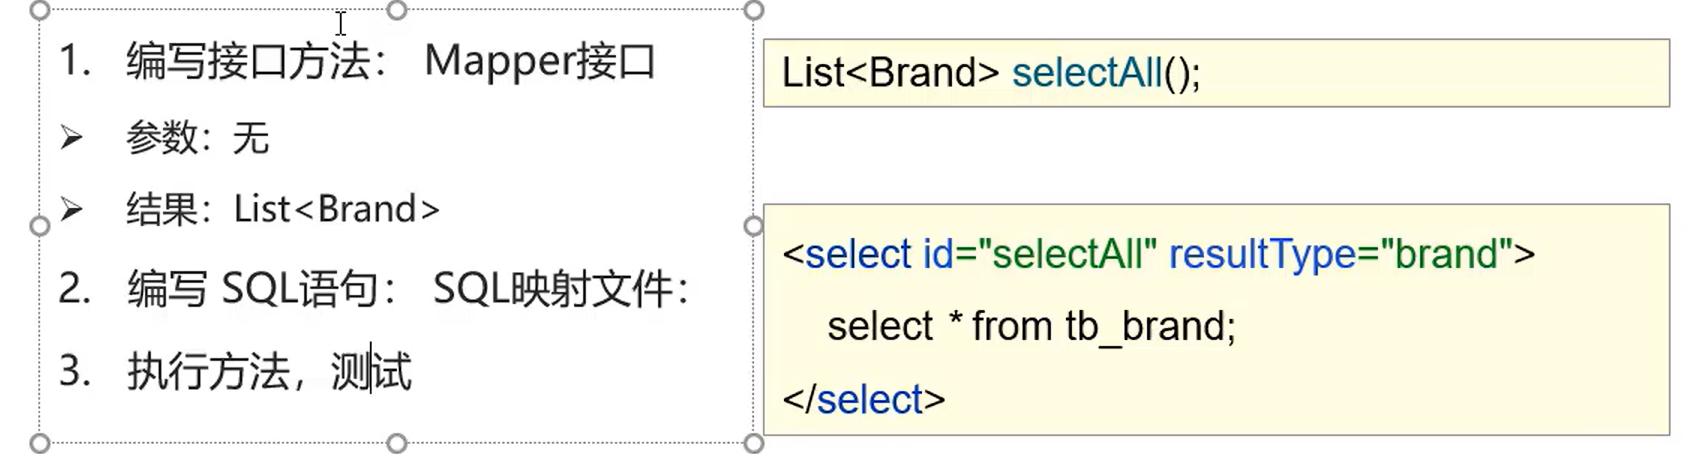 1. 编写接口方法： Mapper接口
➢ 参数：无
➢ 结果：List<Brand>
2. 编写 SQL语句： SQL映射文件：
3. 执行方法，测试
List<Brand> selectAll();
<select id="selectAll" resultType="brand">
select * from tb_brand;
</select>